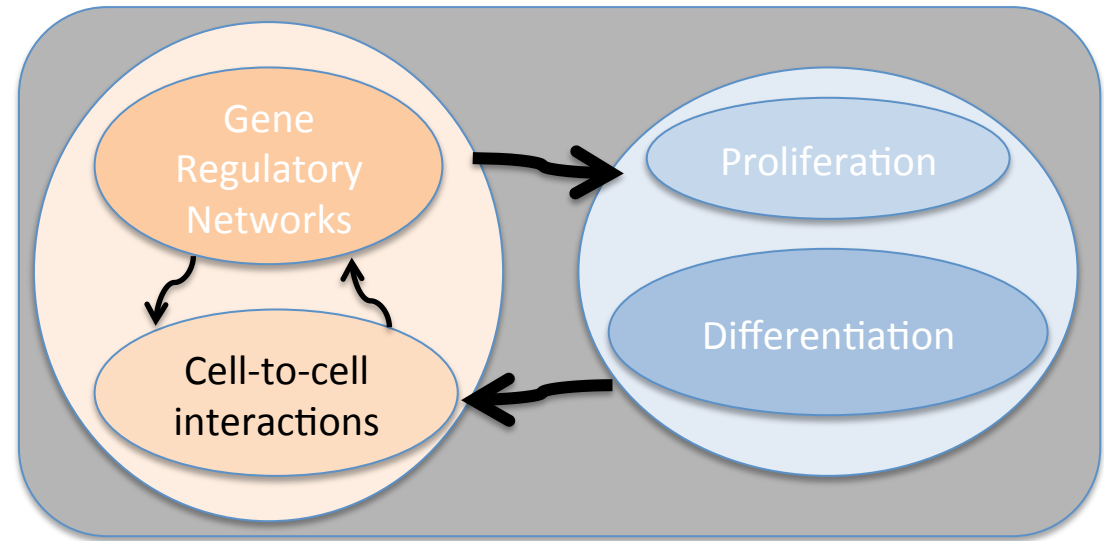 Gene
Regulatory
Networks
Proliferation
Differentiation
Cell-to-cell
interactions